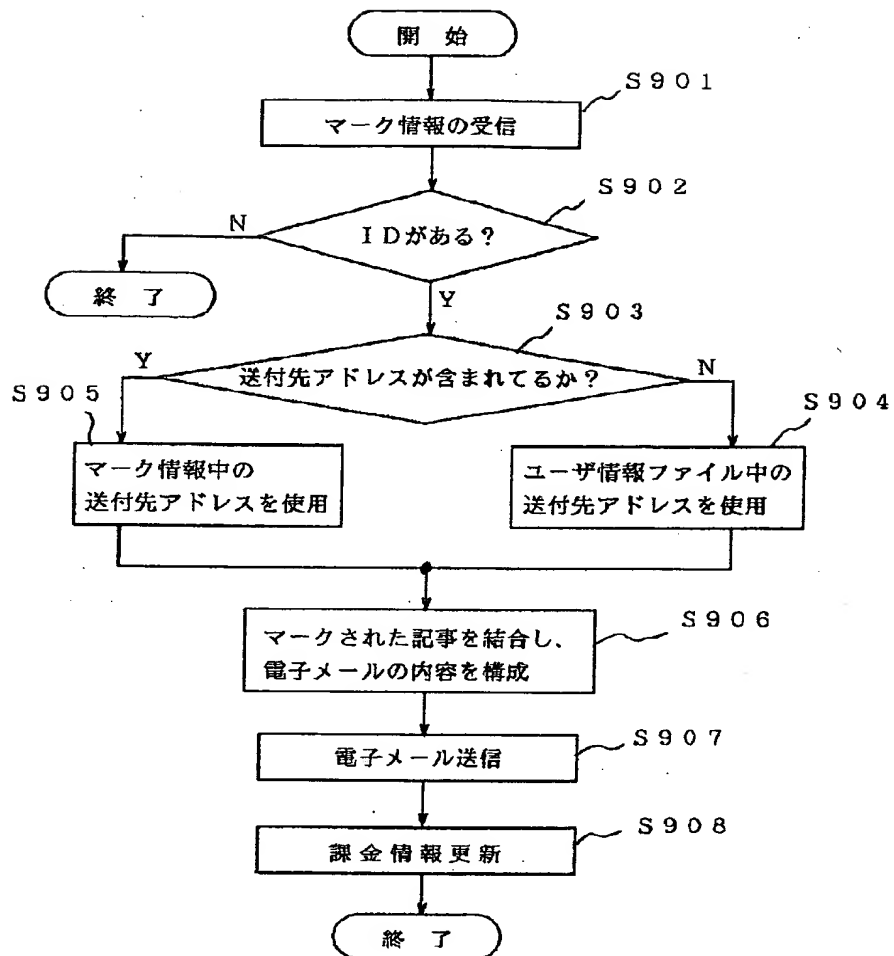 開始
S901
マーク情報の受信
S902
N
IDがある?
終了
Y
S903
Y
送付先アドレスが含まれてるか?
N
S905
S904
マーク情報中の
送付先アドレスを使用
ユーザ情報ファイル中の
送付先アドレスを使用
S906
マークされた記事を結合し、
電子メールの内容を構成
S907
電子メール送信
S908
課金情報更新
終了